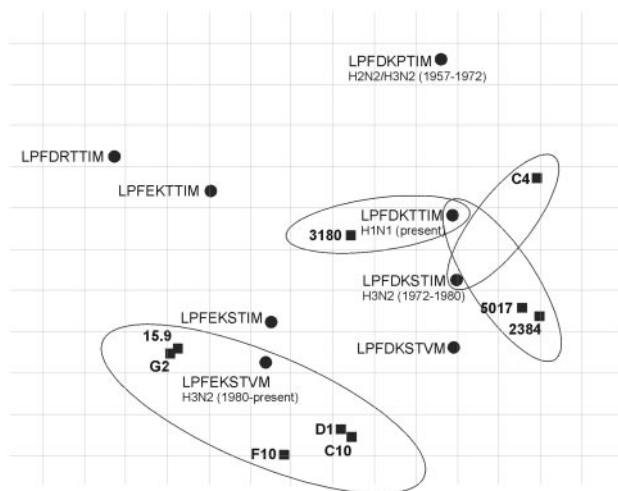 LPFDKPTIM
H2N2/H3N2 (1957-1972)
LPFDRTTIM
LPFEKTTIM
C4
LPFDKTTIM
3180
H1N1 (present)
LPFDKSTIM
H3N2 (1972-1980)
5017
2384
LPFEKSTIM
15.9
G2
LPFDKSTVM
LPFEKSTVM
H3N2 (1980-present)
D1
C10
F10